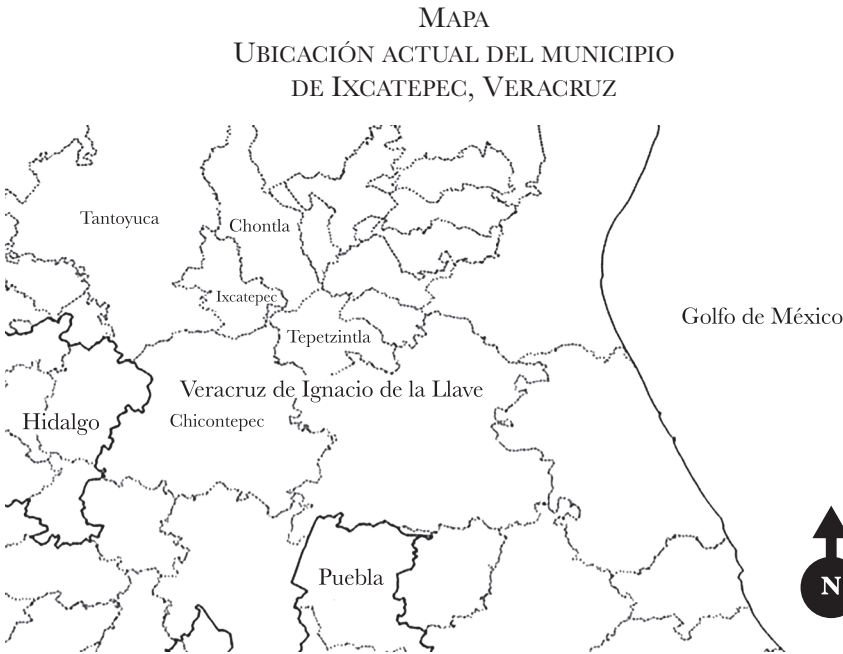 MAPA
UBICACIÓN ACTUAL DEL MUNICIPIO
DE IXCATEPEC, VERACRUZ
Tantoyuca
Chontla
Ixcatepec
Golfo de México
Tepetzintla
Veracruz de Ignacio de la Llave
Hidalgo
Chicontepec
Puebla
N